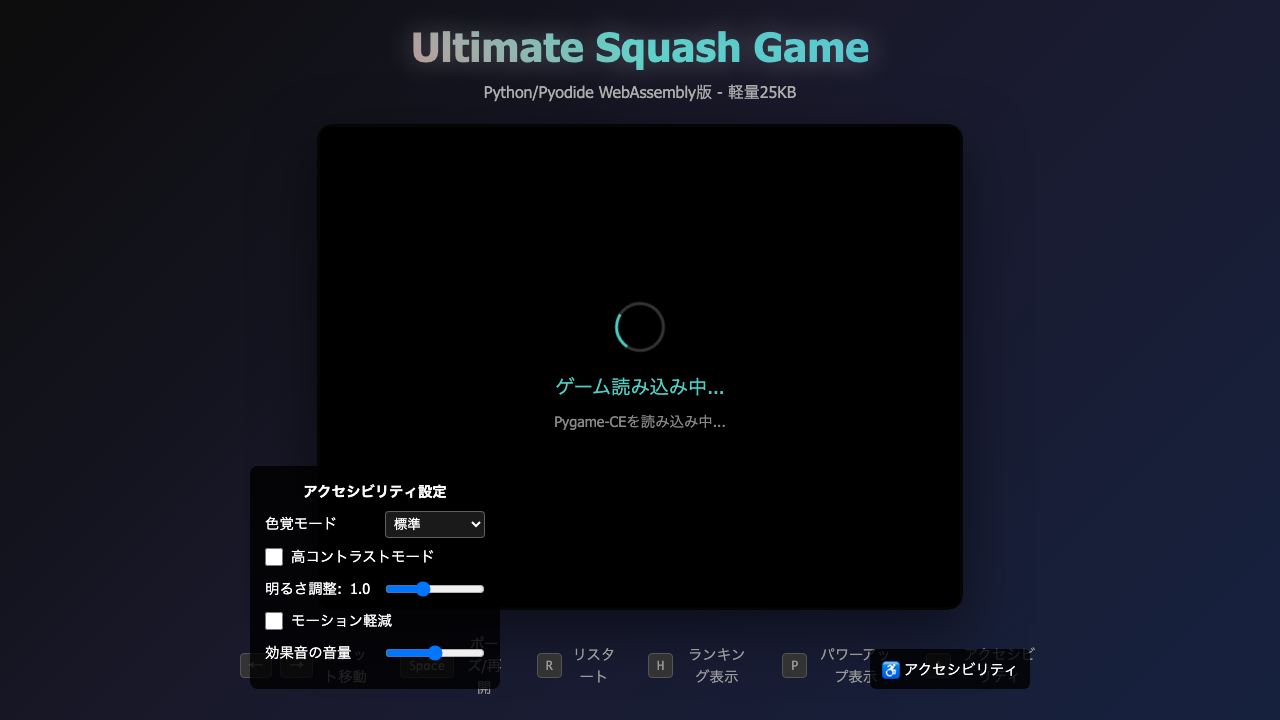 Ultimate Squash Game
Python/Pyodide WebAssembly版 - 軽量25KB
ゲーム読み込み中...
Pygame-CEを読み込み中...
アクセシビリティ設定
色覚モード 標準
高コントラストモード
明るさ調整: 1.0
モーション軽減
効果音の音量
← →
ト移動
Space
ポー
ズ/再
開
R
リスタ
ート
H
ランキン
グ表示
P
パワーアッ
プ表示
アクセシビ
♿ アクセシビリティ